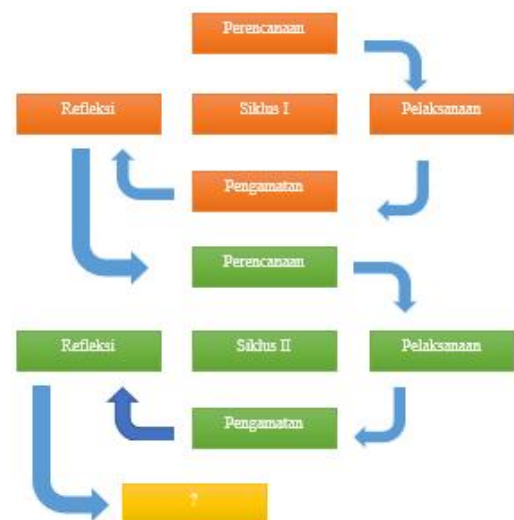 Perencanaan
Refleksi
Siklus I
Pelaksanaan
Pengamatan
Perencanaan
Refleksi
Siklus II
Pelaksanaan
Pengamatan
?